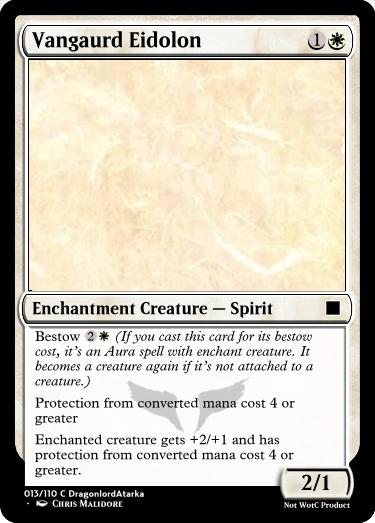 Vangaurd Eidolon 1
Enchantment Creature — Spirit
Bestow 2 (If you cast this card for its bestow
cost, it's an Aura spell with enchant creature. It
becomes a creature again if it's not attached to a
creature.)
Protection from converted mana cost 4 or
greater
Enchanted creature gets +2/+1 and has
protection from converted mana cost 4 or
greater.
2/1
013/110 C DragonlordAtarka
· Chris Malidore
Not WotC Product